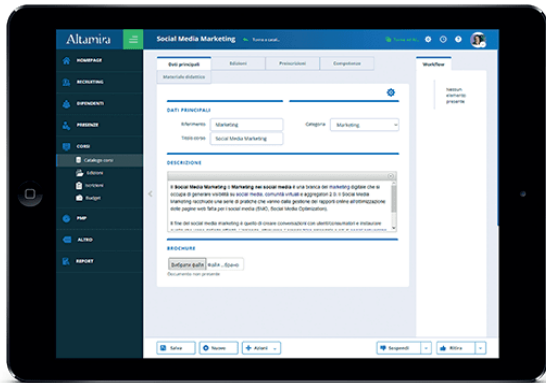 Altamira
Social Media Marketing
HOMEPAGE
RECRUITING
DIPENDENTI
PRESENZE
CORSI
Catalogo corsi
Edizioni
Iscrizioni
Budget
PMP
ALTRO
REPORT
Dati principali
Edizioni
Prenotazioni
Competenze
Materiale didattico
DATI PRINCIPALI
Riferimento
Marketing
Categoria
Marketing
Titolo corso
Social Media Marketing
DESCRIZIONE
Il Social Media Marketing o Marketing nei social media è una branca del marketing digitale che si
occupa di generare visibilità su social media, comunità virtuali e aggregatori 2.0. Il Social Media
Marketing racchiude una serie di pratiche che vanno dalla gestione dei rapporti online all'ottimizzazione
delle pagine web fatta per i social media (SMO, Social Media Optimization).
Il fine del social media marketing è quello di creare conversazioni con utenti/consumatori e instaurare
BROCHURE
Documento non presente
Workflow
Nessun
elemento
presente
Salva
Nuovo
Azioni
Sospendi
Ritira